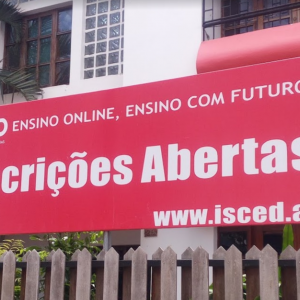 ENSINO ONLINE, ENSINO COM FUTURO
crições Abertas
www.isced.a